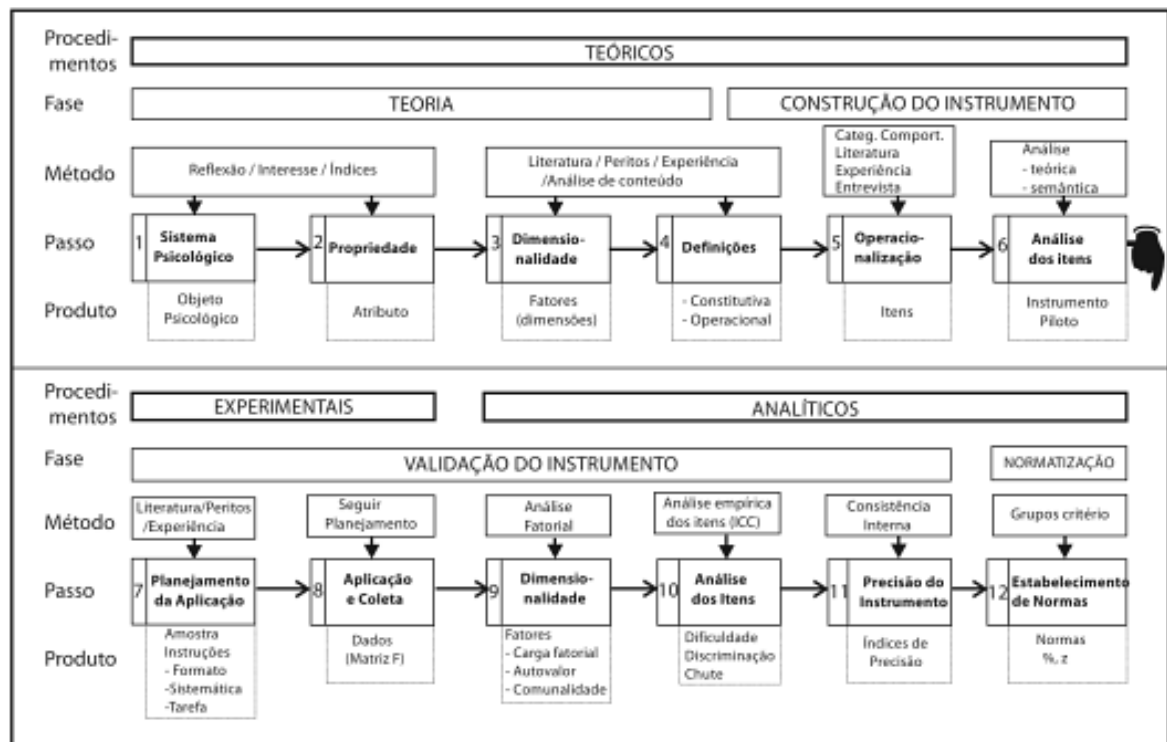 Procedi-
mentos
TEÓRICOS
Fase
TEORIA
CONSTRUÇÃO DO INSTRUMENTO
Método
Reflexão / Interesse / Índices
Literatura / Peritos / Experiência
/Análise de conteúdo
Categ. Comport.
Literatura
Experiência
Entrevista
Análise
- teórica
- semântica
Passo
1 Sistema
Psicológico
2 Propriedade
3 Dimensio-
nalidade
4 Definições
5 Operacio-
nalização
6 Análise
dos itens
Produto
Objeto
Psicológico
Atributo
Fatores
(dimensões)
- Constitutiva
- Operacional
Itens
Instrumento
Piloto
Procedi-
mentos
EXPERIMENTAIS
ANALÍTICOS
Fase
VALIDAÇÃO DO INSTRUMENTO
NORMATIZAÇÃO
Método
Literatura/Peritos
/Experiência
Seguir
Planejamento
Análise
Fatorial
Análise empírica
dos itens (ICC)
Consistência
Interna
Grupos critério
Passo
7 Planejamento
da Aplicação
8 Aplicação
e Coleta
9 Dimensio-
nalidade
10 Análise
dos Itens
11 Precisão do
Instrumento
12 Estabelecimento
de Normas
Produto
Amostra
Instruções
- Formato
-Sistemática
-Tarefa
Dados
(Matriz F)
Fatores
- Carga fatorial
- Autovalor
- Comunalidade
Dificuldade
Discriminação
Chute
Índices de
Precisão
Normas
%, z